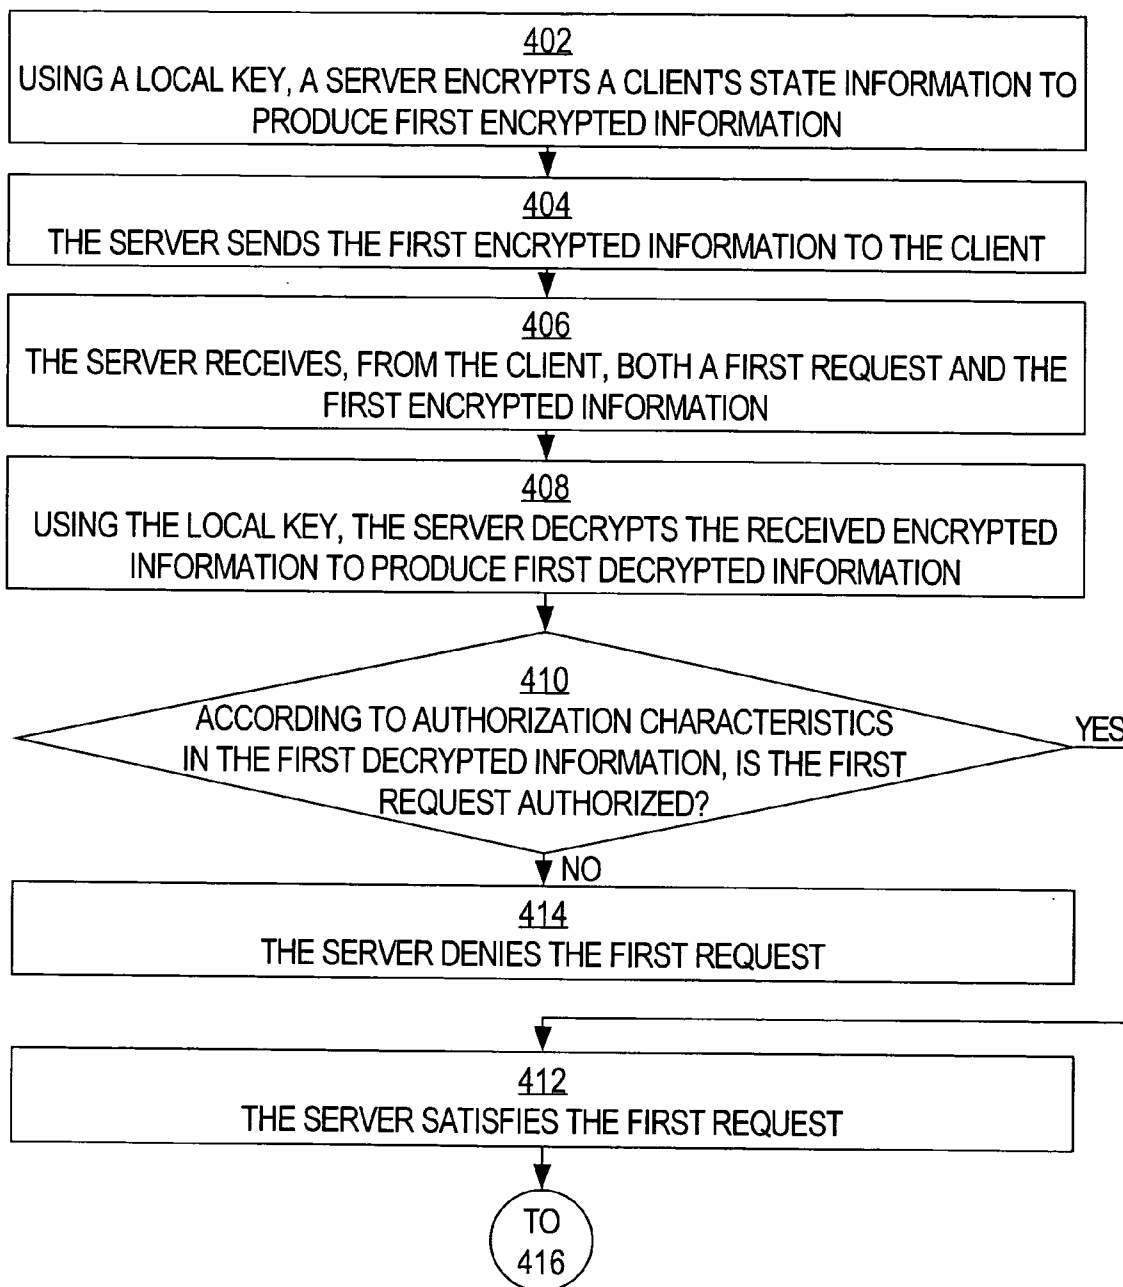 402
USING A LOCAL KEY, A SERVER ENCRYPTS A CLIENT'S STATE INFORMATION TO
PRODUCE FIRST ENCRYPTED INFORMATION
404
THE SERVER SENDS THE FIRST ENCRYPTED INFORMATION TO THE CLIENT
406
THE SERVER RECEIVES, FROM THE CLIENT, BOTH A FIRST REQUEST AND THE
FIRST ENCRYPTED INFORMATION
408
USING THE LOCAL KEY, THE SERVER DECRYPTS THE RECEIVED ENCRYPTED
INFORMATION TO PRODUCE FIRST DECRYPTED INFORMATION
410
ACCORDING TO AUTHORIZATION CHARACTERISTICS
IN THE FIRST DECRYPTED INFORMATION, IS THE FIRST
REQUEST AUTHORIZED?
YES
NO
414
THE SERVER DENIES THE FIRST REQUEST
412
THE SERVER SATISFIES THE FIRST REQUEST
TO
416